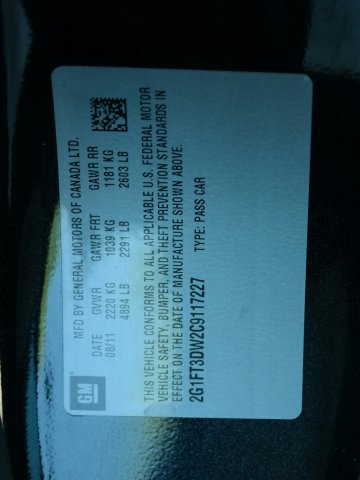 MFD BY GENERAL MOTORS OF CANADA LTD.
DATE GVWR GAWR FRT GAWR RR
08/11 2220 KG 1039 KG 1181 KG
4894 LB 2291 LB 2603 LB
THIS VEHICLE CONFORMS TO ALL APPLICABLE U.S. FEDERAL MOTOR
VEHICLE SAFETY, BUMPER, AND THEFT PREVENTION STANDARDS IN
EFFECT ON THE DATE OF MANUFACTURE SHOWN ABOVE.
2G1FT3DW2C9117227 TYPE: PASS CAR
GM